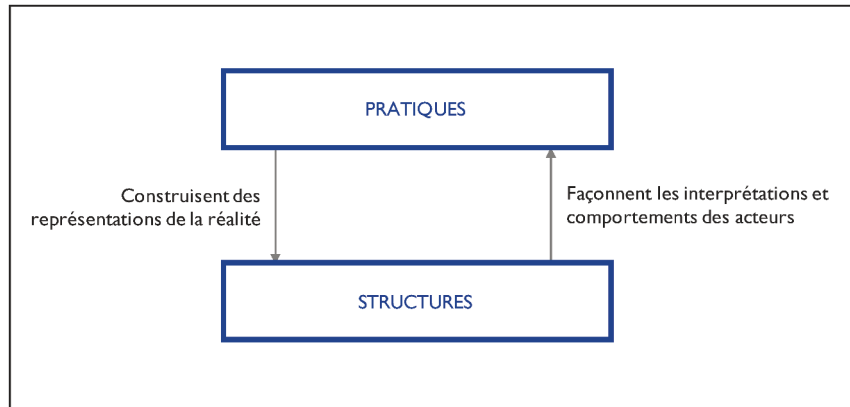 PRATIQUES
Construisent des
représentations de la réalité
Façonnent les interprétations et
comportements des acteurs
STRUCTURES